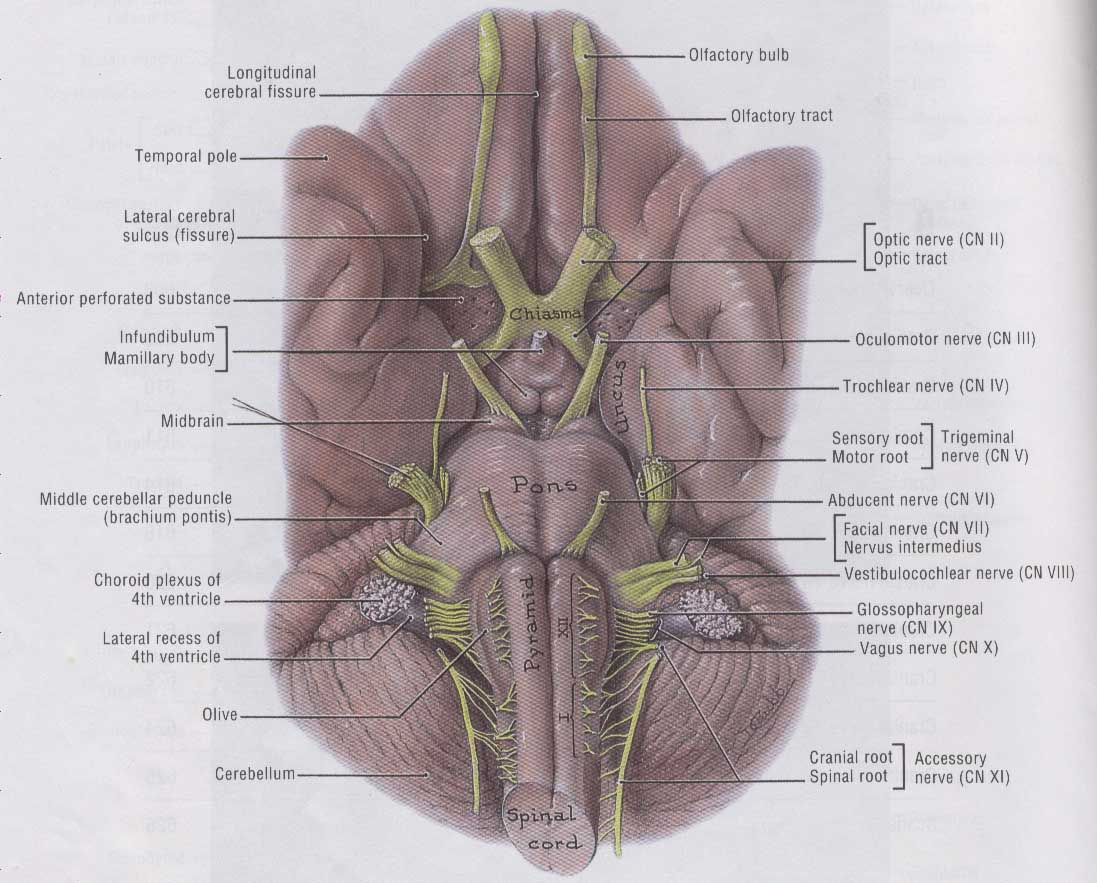 Longitudinal
cerebral fissure
Temporal pole
Lateral cerebral
sulcus (fissure)
Anterior perforated substance
Infundibulum
Mamillary body
Midbrain
Middle cerebellar peduncle
(brachium pontis)
Choroid plexus of
4th ventricle
Lateral recess of
4th ventricle
Olive
Cerebellum
Chiasma
Uncus
Pons
Pyramid
XII
I
Spinal
cord
Olfactory bulb
Olfactory tract
Optic nerve (CN II)
Optic tract
Oculomotor nerve (CN III)
Trochlear nerve (CN IV)
Sensory root
Motor root
Trigeminal
nerve (CN V)
Abducent nerve (CN VI)
Facial nerve (CN VII)
Nervus intermedius
Vestibulocochlear nerve (CN VIII)
Glossopharyngeal
nerve (CN IX)
Vagus nerve (CN X)
Cranial root
Spinal root
Accessory
nerve (CN XI)